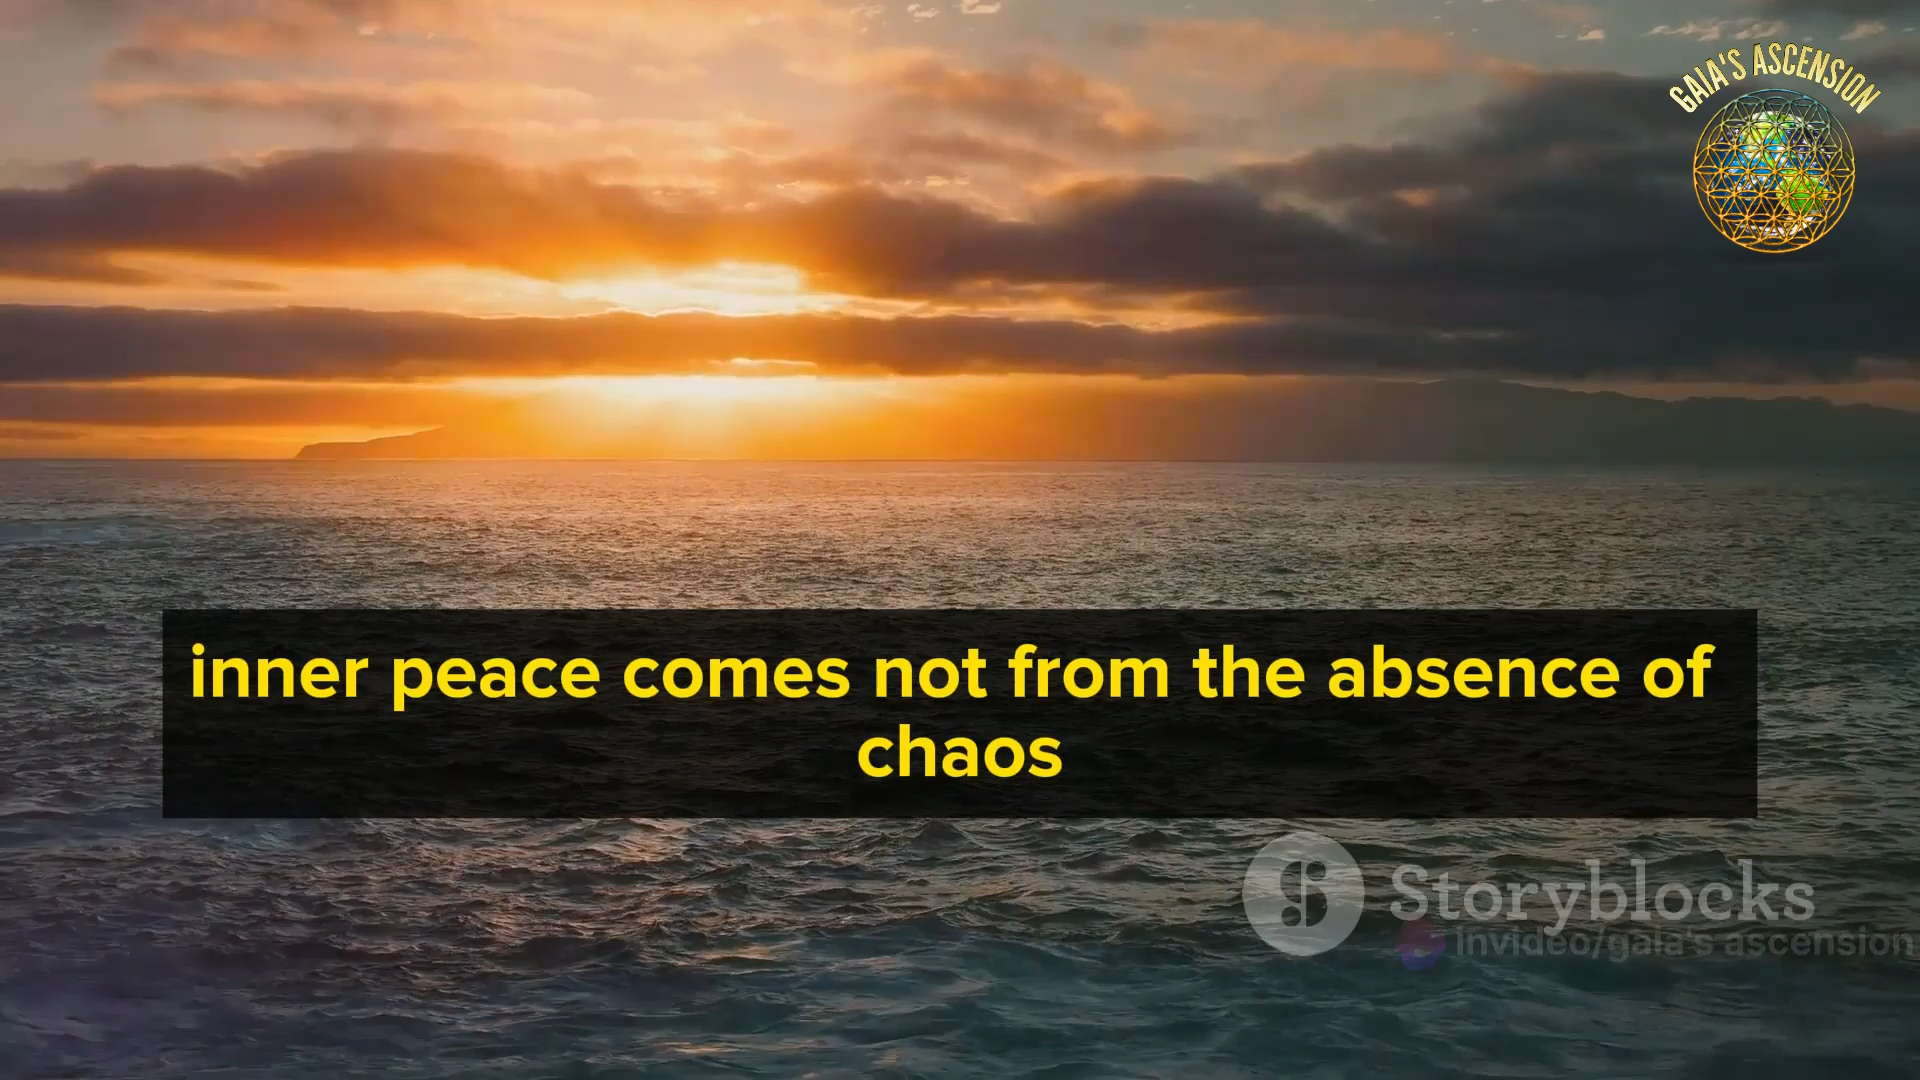 GAIA'S ASCENSION
inner peace comes not from the absence of
chaos
Storyblocks
invideo/gaia's ascension